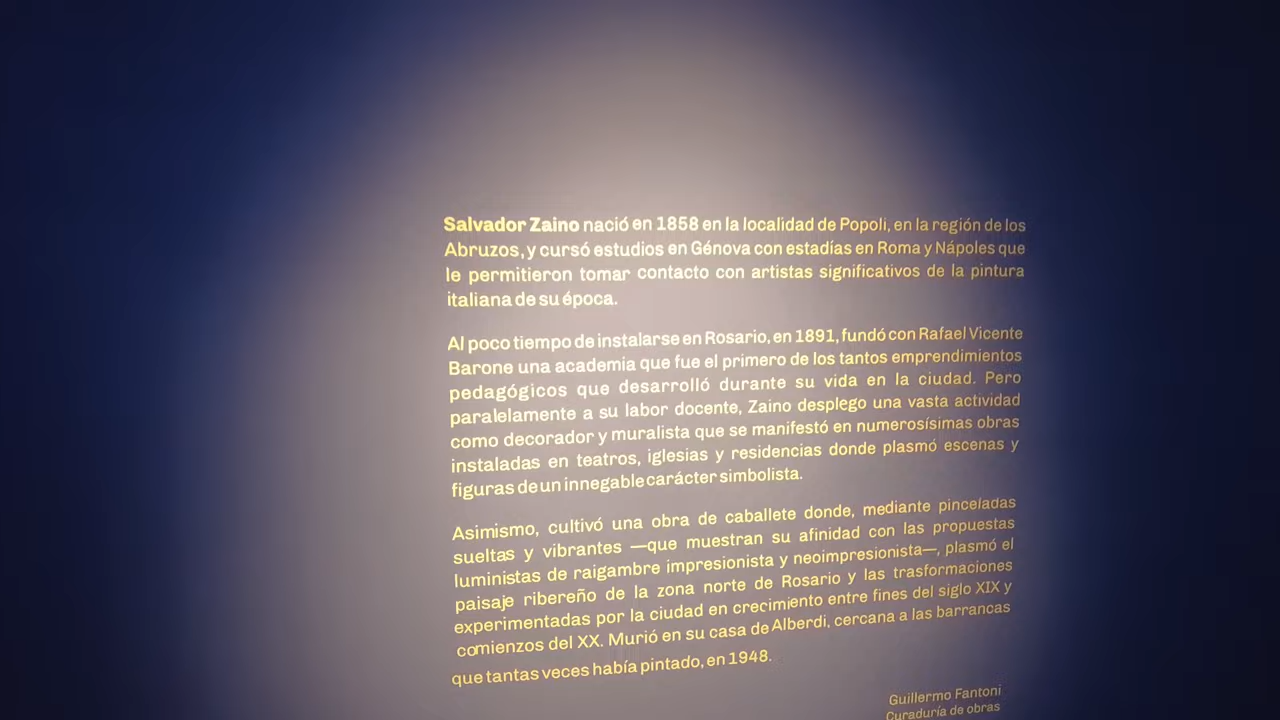 Salvador Zaino nació en 1858 en la localidad de Popoli, en la región de los
Abruzos, y cursó estudios en Génova con estadías en Roma y Nápoles que
le permitieron tomar contacto con artistas significativos de la pintura
italiana de su época.
Al poco tiempo de instalarse en Rosario, en 1891, fundó con Rafael Vicente
Barone una academia que fue el primero de los tantos emprendimientos
pedagógicos que desarrolló durante su vida en la ciudad. Pero
paralelamente a su labor docente, Zaino desplego una vasta actividad
como decorador y muralista que se manifestó en numerosísimas obras
instaladas en teatros, iglesias y residencias donde plasmó escenas y
figuras de un innegable carácter simbolista.
Asimismo, cultivó una obra de caballete donde, mediante pinceladas
sueltas y vibrantes —que muestran su afinidad con las propuestas
luministas de raigambre impresionista y neoimpresionista—, plasmó el
paisaje ribereño de la zona norte de Rosario y las trasformaciones
experimentadas por la ciudad en crecimiento entre fines del siglo XIX y
comienzos del XX. Murió en su casa de Alberdi, cercana a las barrancas
que tantas veces había pintado, en 1948.
Guillermo Fantoni
Curaduría de obras